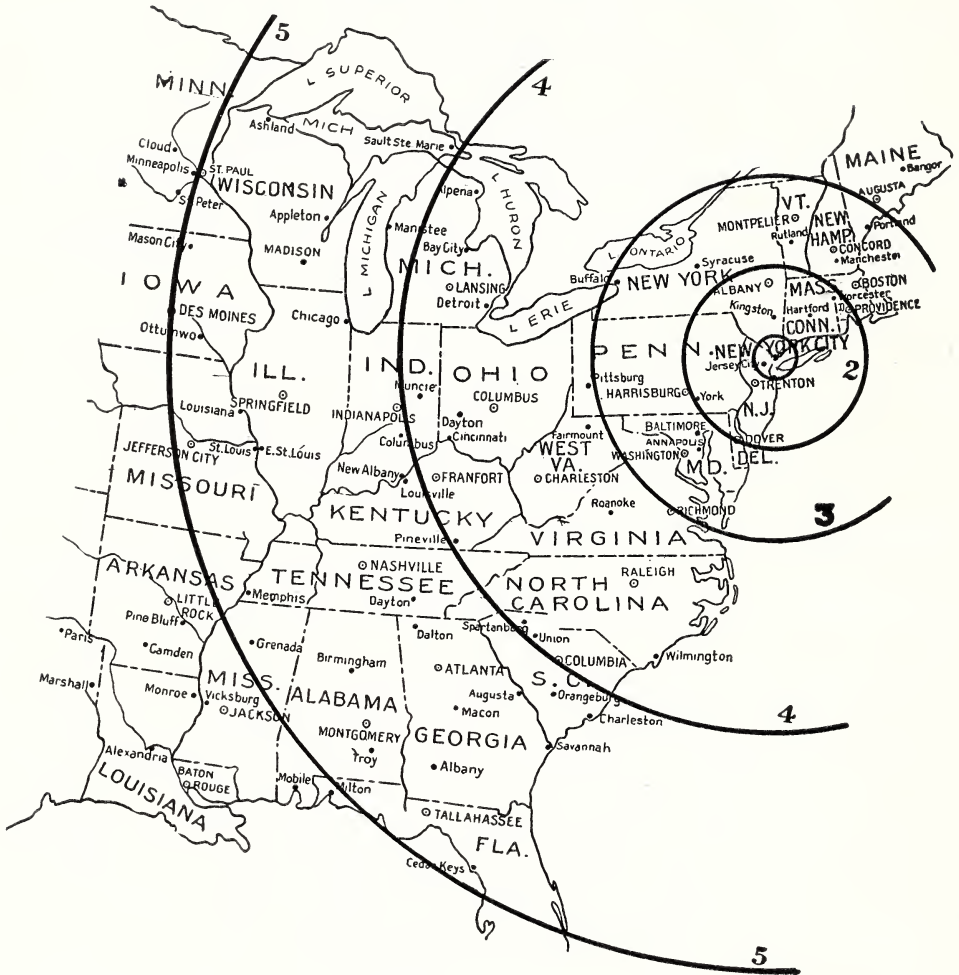 5
L SUPERIOR
4
MINN.
Ashland
MICH
Sault Ste Marie
MAINE
Bangor
Cloud
Minneapolis
ST. PAUL
WISCONSIN
St Peter
Alpena
L HURON
AUGUSTA
VT.
MONTPELIER
NEW HAMP.
Portland
Appleton
L MICHIGAN
Manistee
Rutland
CONCORD
Manchester
Mason City
MADISON
Bay City
MICH.
L ONTARIO
Syracuse
IOWA
LANSING
Buffalo
NEW YORK
ALBANY
MASS.
BOSTON
Worcester
Detroit
L ERIE
Kingston
Hartford
PROVIDENCE
DES MOINES
Chicago
CONN.
Ottumwo
PENN.
NEW YORK CITY
Jersey City
2
ILL.
IND.
OHIO
Pittsburg
HARRISBURG
TRENTON
Muncie
COLUMBUS
York
Louisiana
SPRINGFIELD
INDIANAPOLIS
Dayton
N.J.
JEFFERSON CITY
St. Louis
E. St. Louis
Columbus
Cincinnati
Fairmount
BALTIMORE
ANNAPOLIS
DOVER
WASHINGTON
MD.
DEL.
WEST VA.
MISSOURI
New Albany
FRANFORT
CHARLESTON
Louisville
Roanoke
RICHMOND
3
KENTUCKY
Pineville
VIRGINIA
ARKANSAS
NASHVILLE
TENNESSEE
RALEIGH
NORTH
CAROLINA
LITTLE
ROCK
Memphis
Dayton
Pine Bluff
Spartanburg
Paris
Camden
Grenada
Dalton
Union
Birmingham
ATLANTA
COLUMBIA
Wilmington
Marshall
Monroe
MISS.
ALABAMA
S.C.
Vicksburg
Augusta
Orangeburg
JACKSON
Macon
Charleston
4
MONTGOMERY
GEORGIA
Alexandria
Troy
Savannah
BATON
ROUGE
Albany
LOUISIANA
Mobile
Milton
TALLAHASSEE
FLA.
Cedar Keys
5